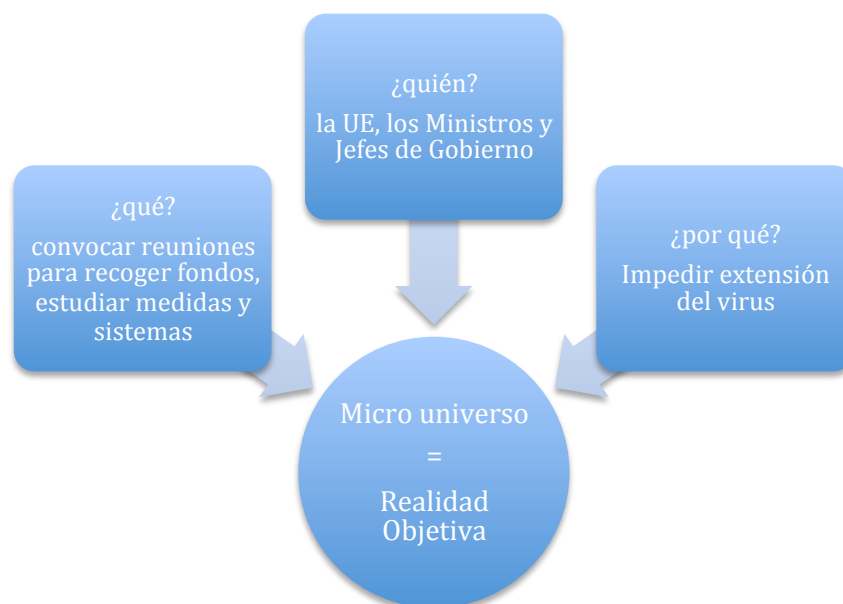 ¿qué?
convocar reuniones
para recoger fondos,
estudiar medidas y
sistemas
¿quién?
la UE, los Ministros y
Jefes de Gobierno
¿por qué?
Impedir extensión
del virus
Micro universo
=
Realidad
Objetiva